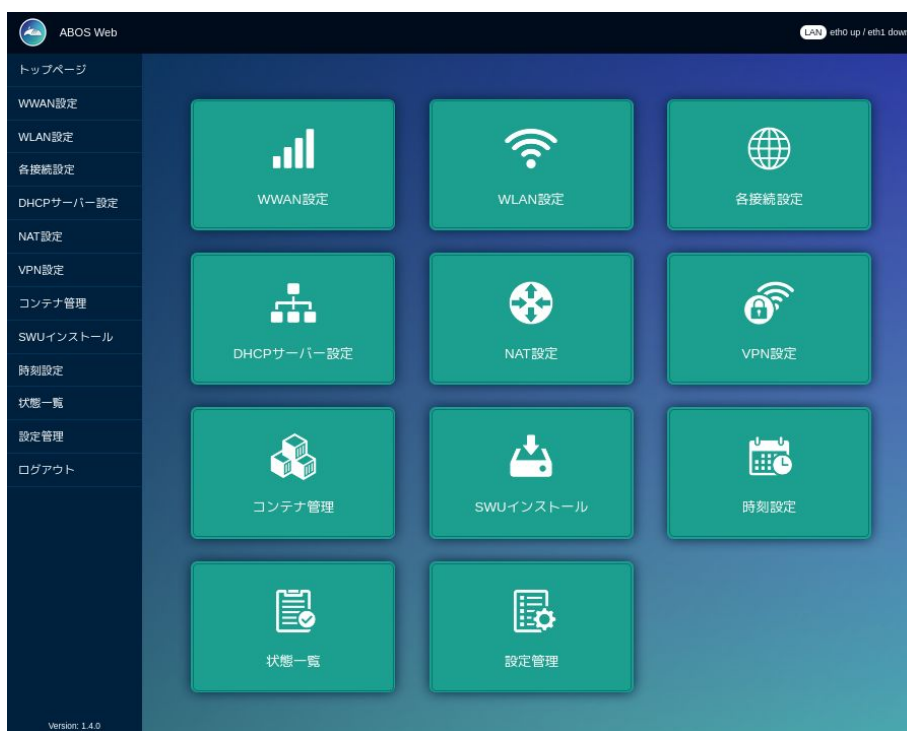 ABOS Web
LAN eth0 up / eth1 down
トップページ
WWAN設定
WLAN設定
各接続設定
DHCPサーバー設定
NAT設定
VPN設定
コンテナ管理
SWUインストール
時刻設定
状態一覧
設定管理
ログアウト
Version: 1.4.0
WWAN設定
WLAN設定
各接続設定
DHCPサーバー設定
NAT設定
VPN設定
コンテナ管理
SWUインストール
時刻設定
状態一覧
設定管理